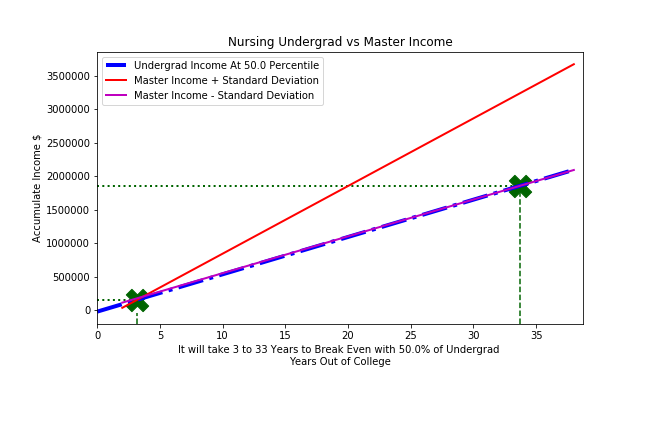 Nursing Undergrad vs Master Income
Undergrad Income At 50.0 Percentile
Master Income + Standard Deviation
Master Income - Standard Deviation
Accumulate Income $
3500000
3000000
2500000
2000000
1500000
1000000
500000
0
0 5 10 15 20 25 30 35
It will take 3 to 33 Years to Break Even with 50.0% of Undergrad
Years Out of College